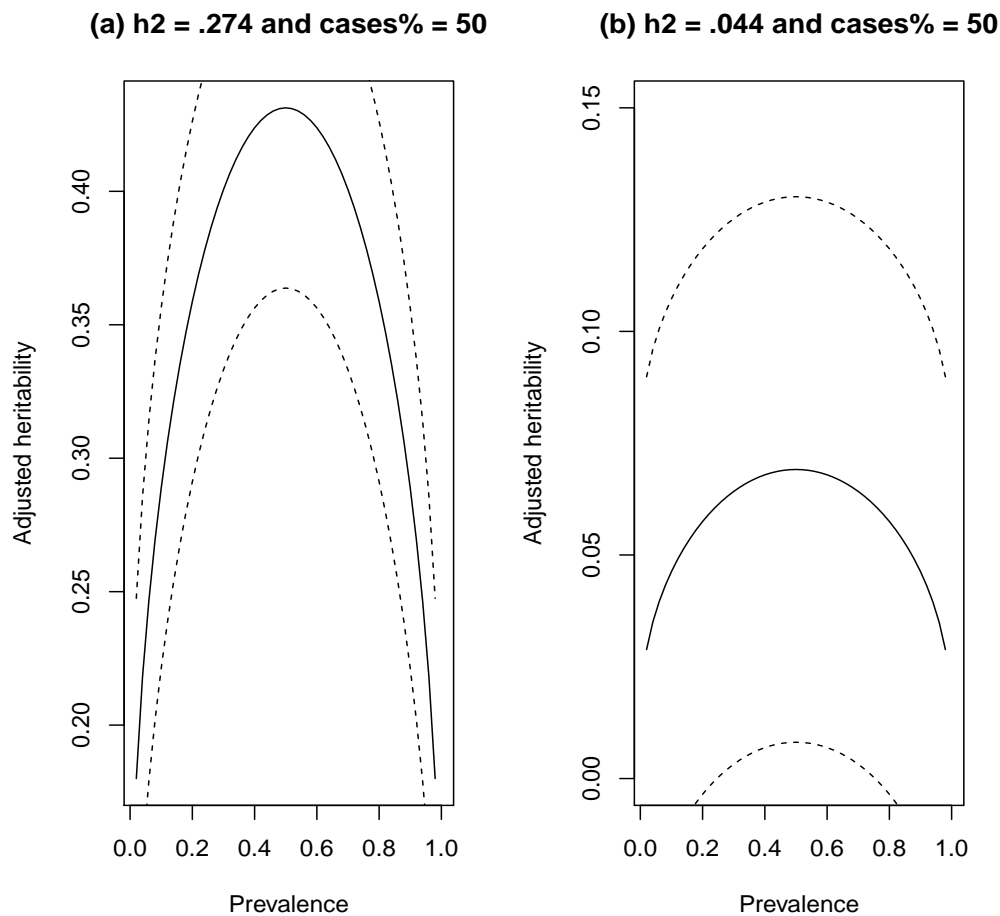 (a) h2 = .274 and cases% = 50
Adjusted heritability
0.40
0.35
0.30
0.25
0.20
0.0 0.2 0.4 0.6 0.8 1.0
Prevalence
(b) h2 = .044 and cases% = 50
Adjusted heritability
0.15
0.10
0.05
0.00
0.0 0.2 0.4 0.6 0.8 1.0
Prevalence